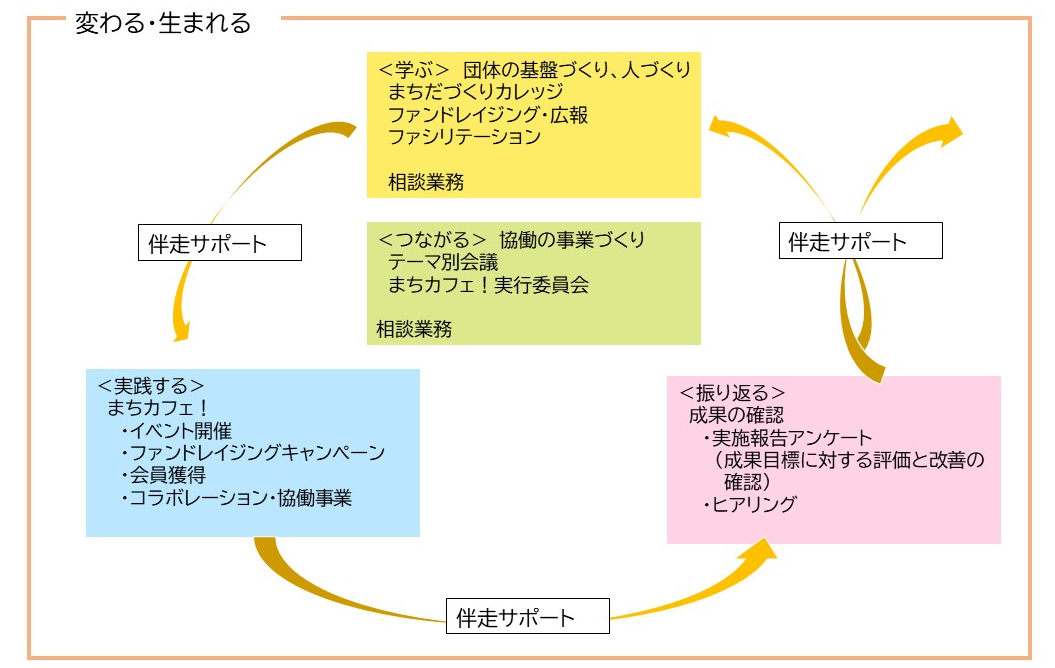 変わる・生まれる
＜学ぶ＞　団体の基盤づくり、人づくり
まちだづくりカレッジ
ファンドレイジング・広報
ファシリテーション
相談業務
伴走サポート
伴走サポート
＜つながる＞　協働の事業づくり
テーマ別会議
まちカフェ！実行委員会
相談業務
＜実践する＞
まちカフェ！
・イベント開催
・ファンドレイジングキャンペーン
・会員獲得
・コラボレーション・協働事業
＜振り返る＞
成果の確認
・実施報告アンケート
（成果目標に対する評価と改善の
確認）
・ヒアリング
伴走サポート